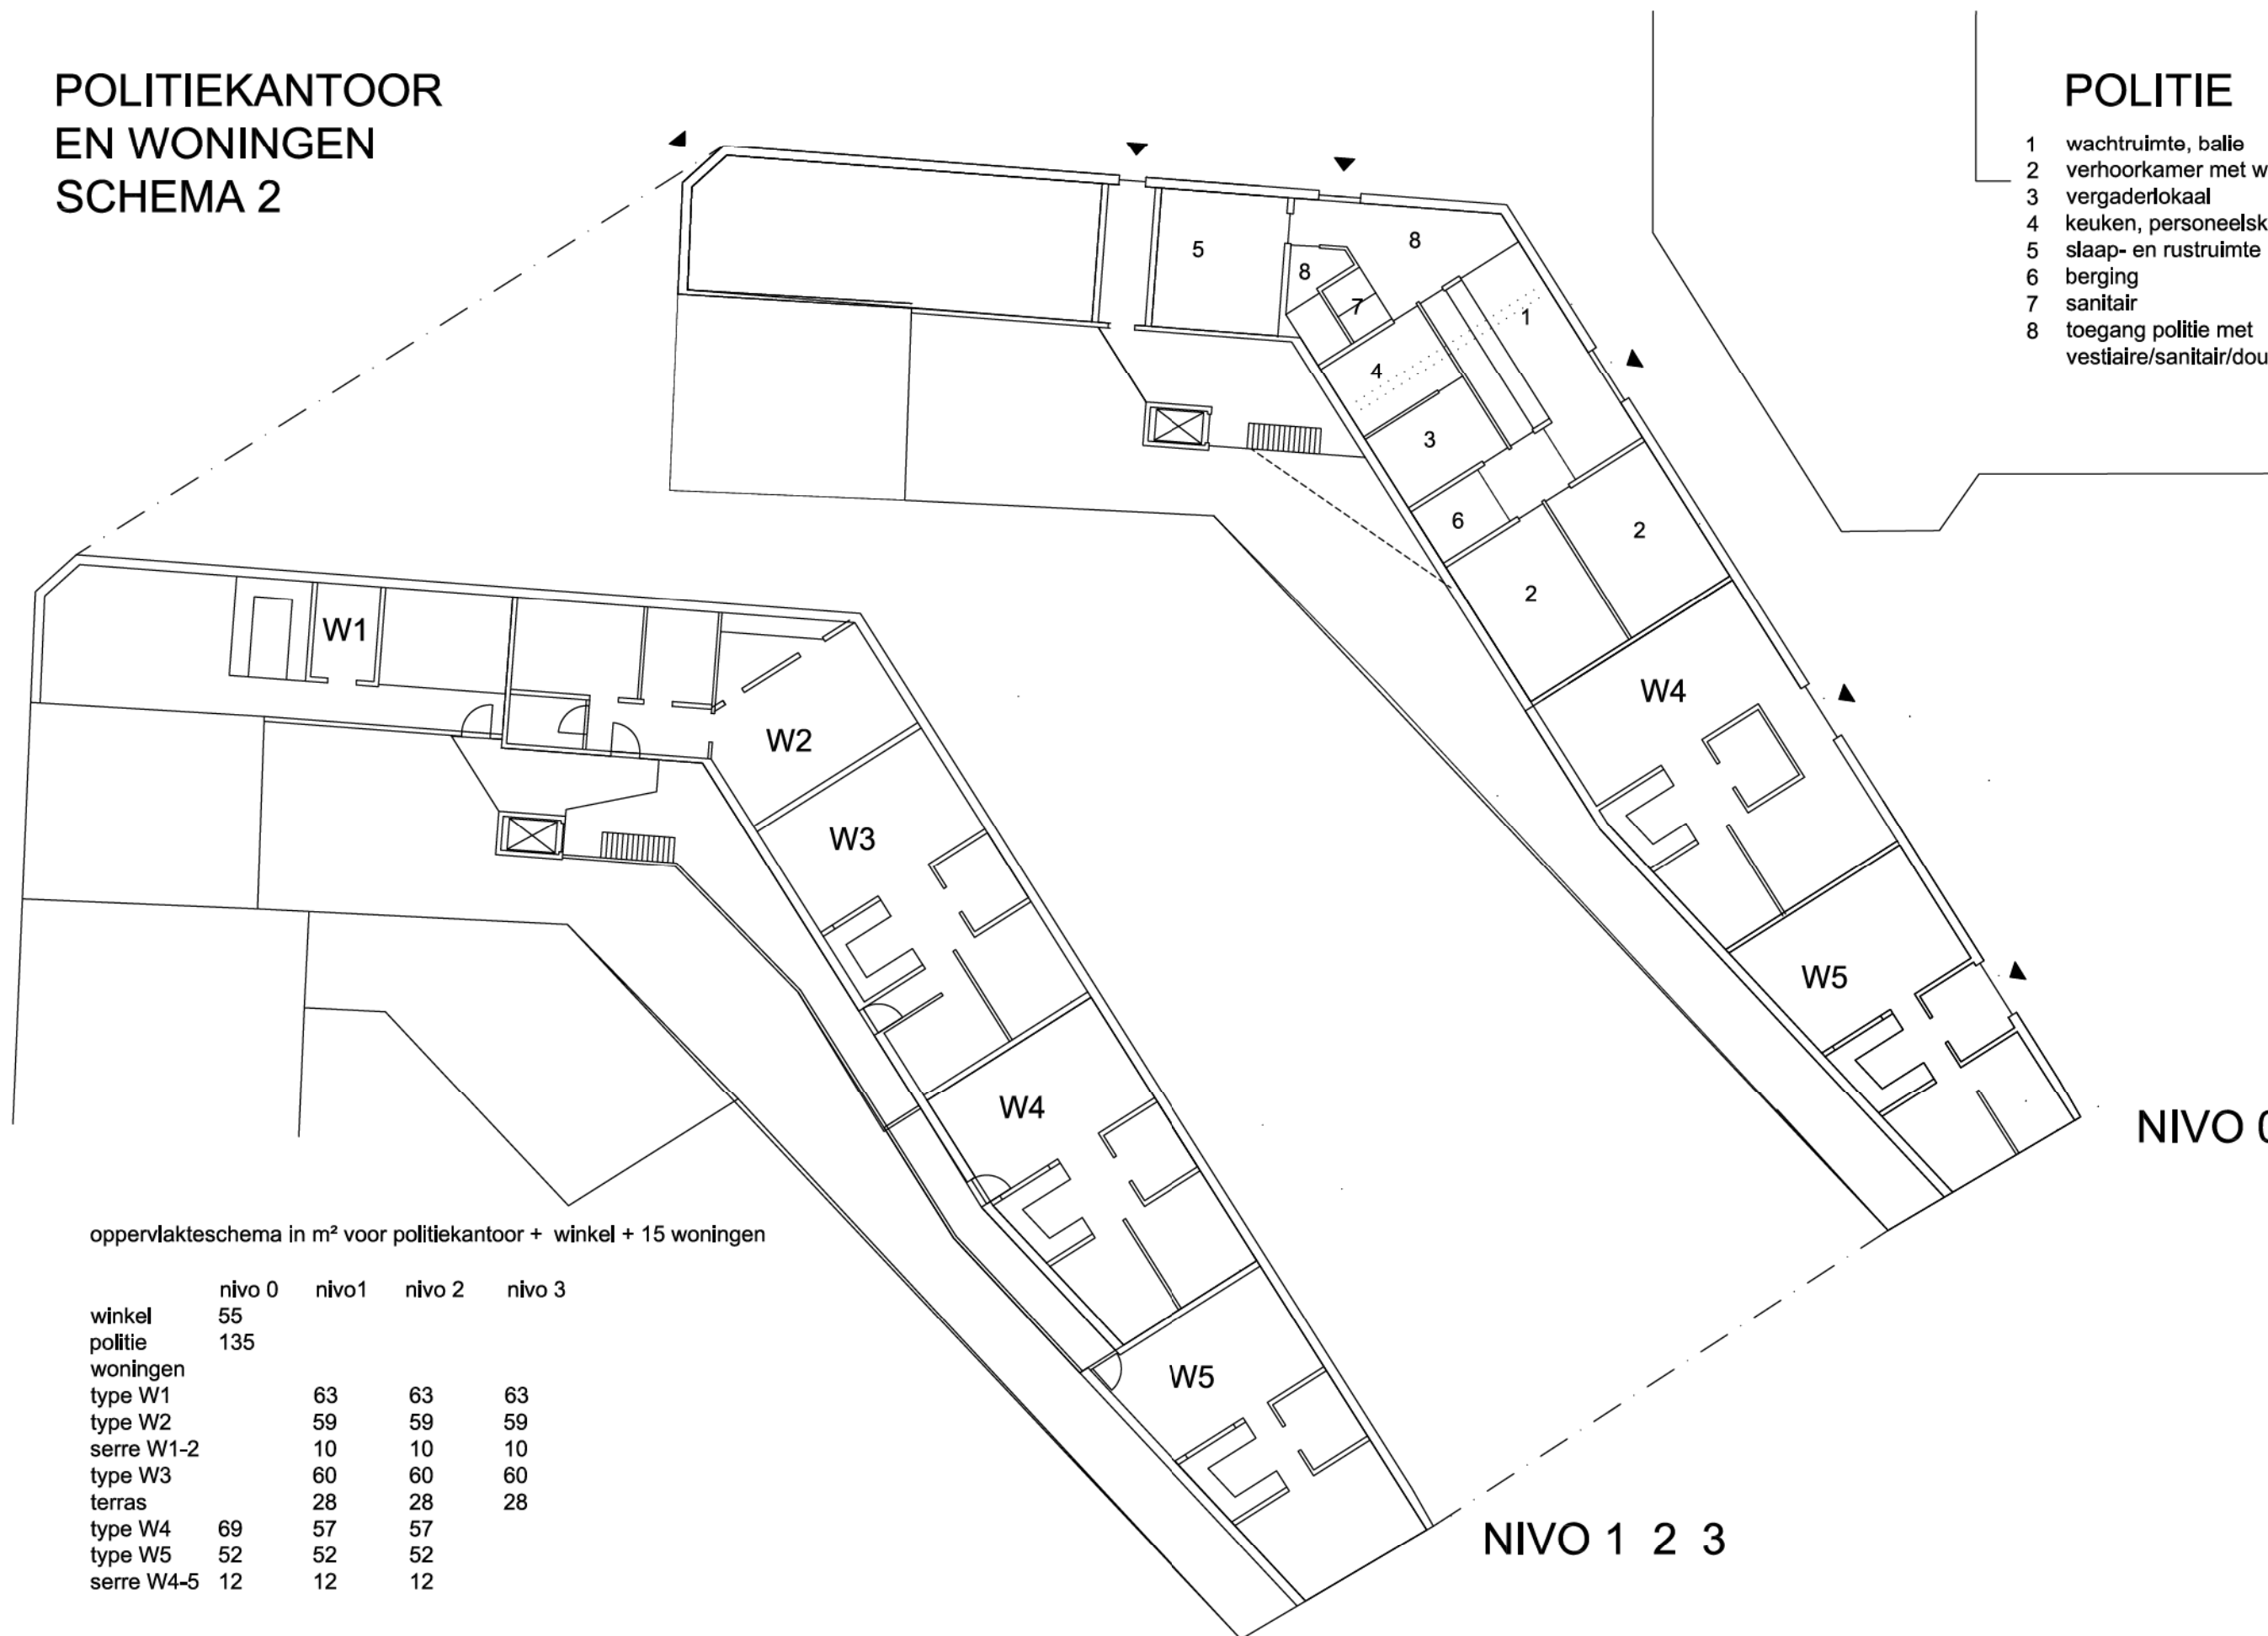 POLITIEKANTOOR
EN WONINGEN
SCHEMA 2
POLITIE
1 wachtruimte, balie
2 verhoorkamer met w
3 vergaderlokaal
4 keuken, personeelsk
5 slaap- en rustruimte
6 berging
7 sanitair
8 toegang politie met
vestiaire/sanitair/dou
5
8
8
7
1
4
3
6
2
2
W4
W5
NIVO 0
W1
W2
W3
W4
W5
NIVO 1 2 3
oppervlakteschema in m² voor politiekantoor + winkel + 15 woningen
nivo 0 nivo1 nivo 2 nivo 3
winkel 55
politie 135
woningen
type W1 63 63 63
type W2 59 59 59
serre W1-2 10 10 10
type W3 60 60 60
terras 28 28 28
type W4 69 57 57
type W5 52 52 52
serre W4-5 12 12 12